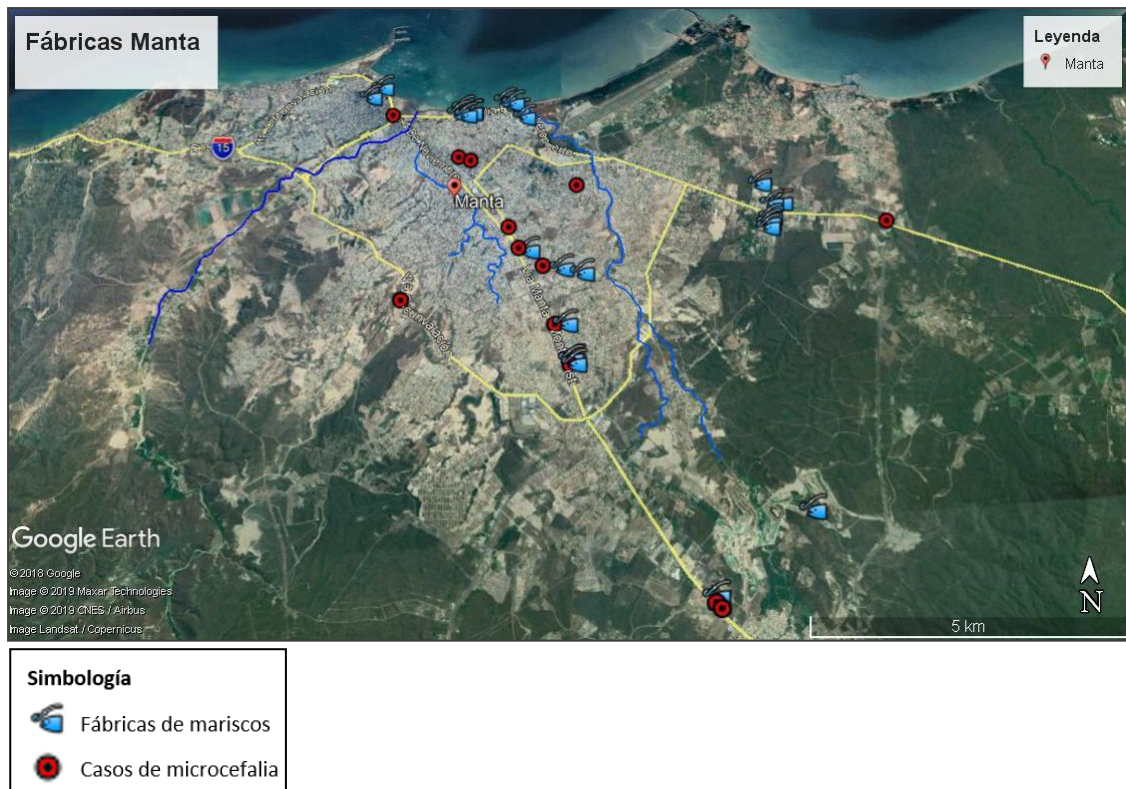 Fábricas Manta
Leyenda
Manta
15
Manta
Google Earth
©2018 Google
Image © 2019 Maxar Technologies
Image © 2019 CNES / Airbus
Image Landsat / Copernicus
N
5 km
Simbología
Fábricas de mariscos
Casos de microcefalia